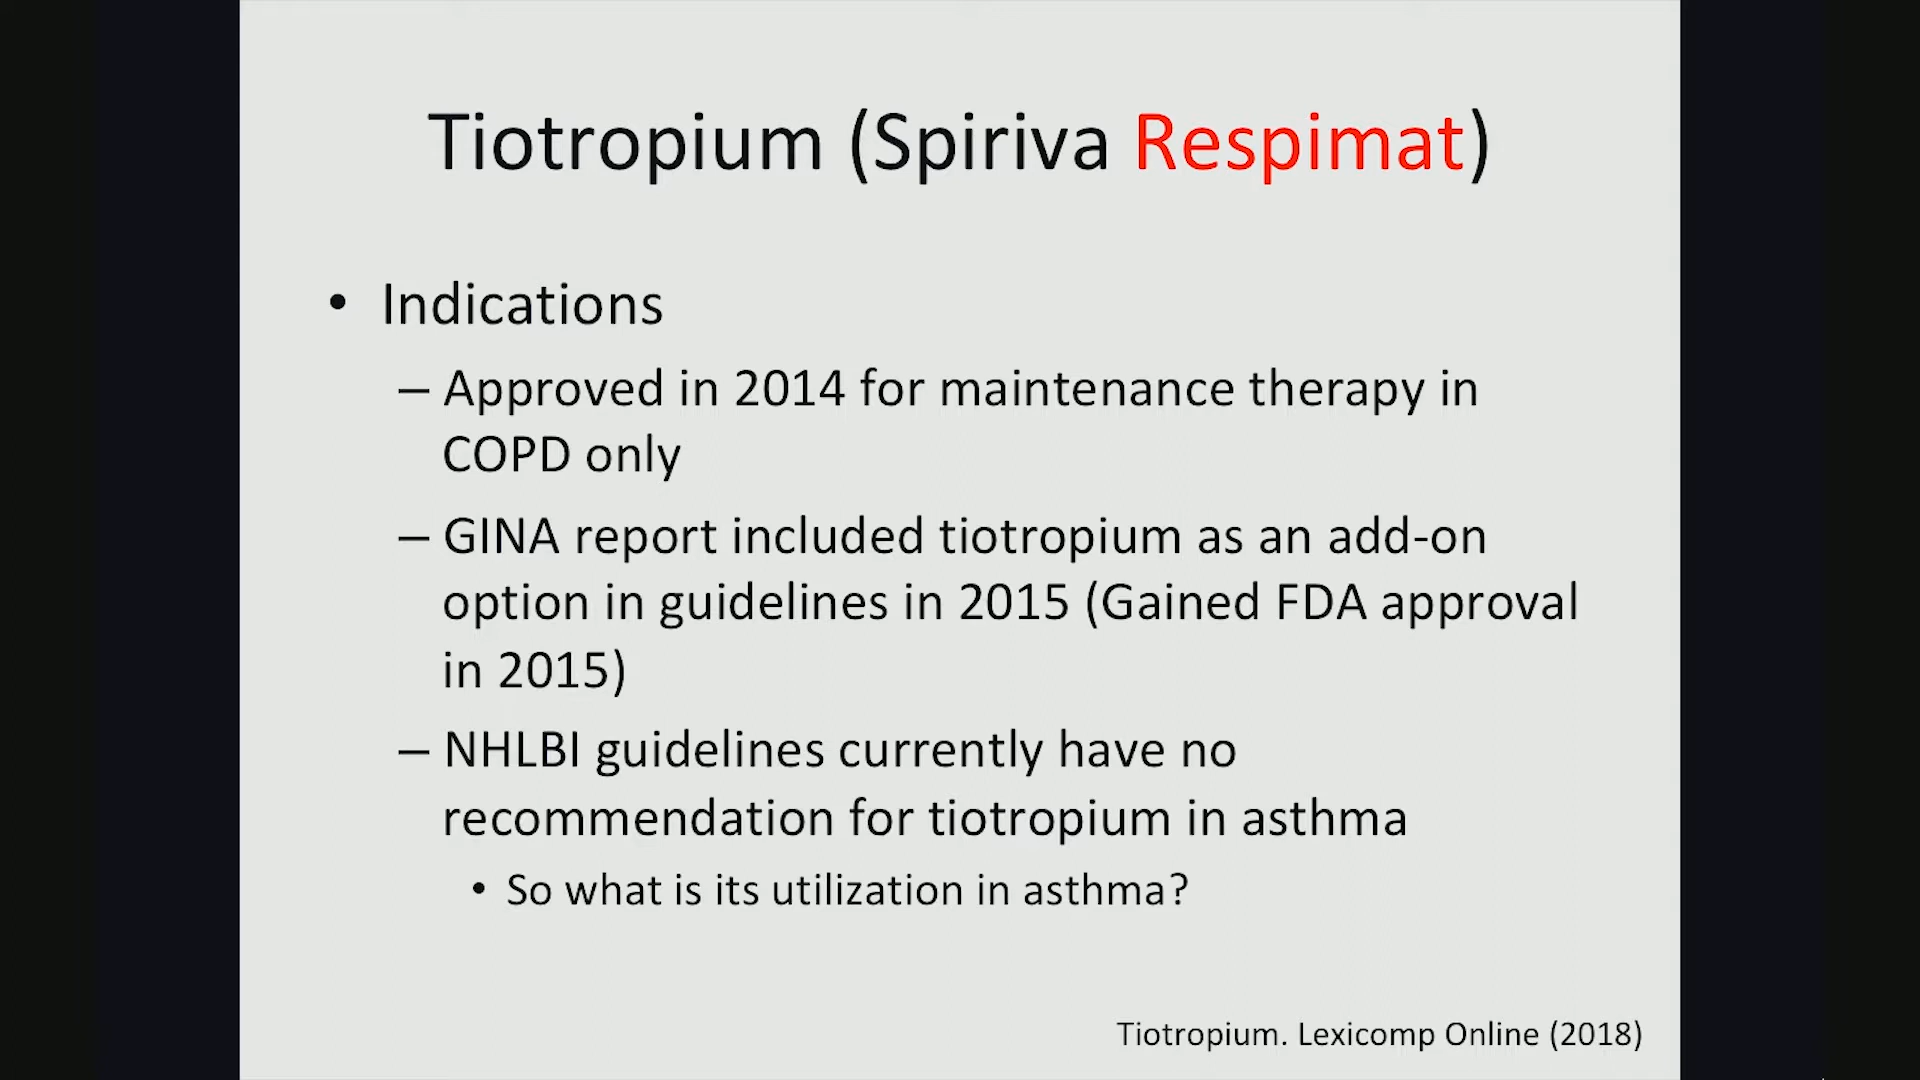 Tiotropium (Spiriva Respimat)
• Indications
– Approved in 2014 for maintenance therapy in
COPD only
– GINA report included tiotropium as an add-on
option in guidelines in 2015 (Gained FDA approval
in 2015)
– NHLBI guidelines currently have no
recommendation for tiotropium in asthma
• So what is its utilization in asthma?
Tiotropium. Lexicomp Online (2018)